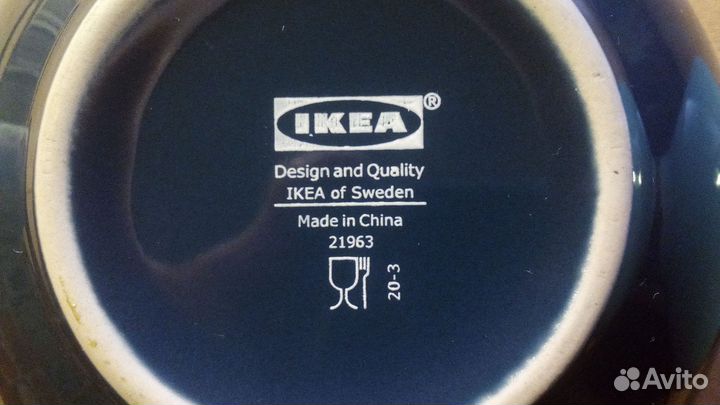 IKEA®
Design and Quality
IKEA of Sweden
Made in China
21963
20-3
Avito